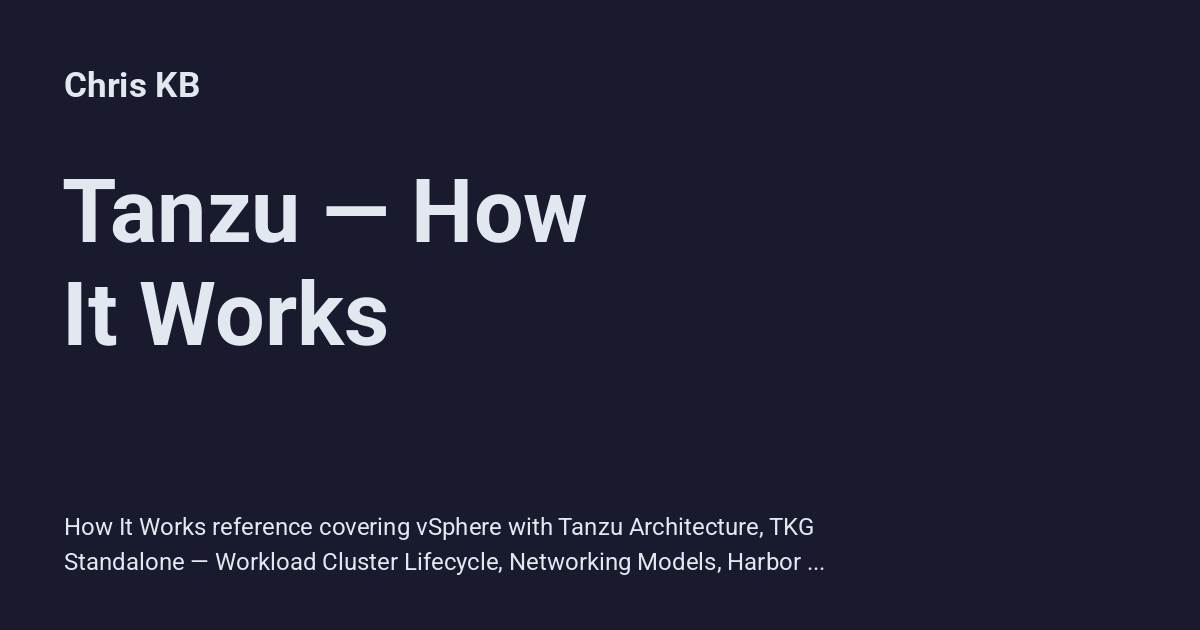 Chris KB
Tanzu — How
It Works
How It Works reference covering vSphere with Tanzu Architecture, TKG
Standalone — Workload Cluster Lifecycle, Networking Models, Harbor ...